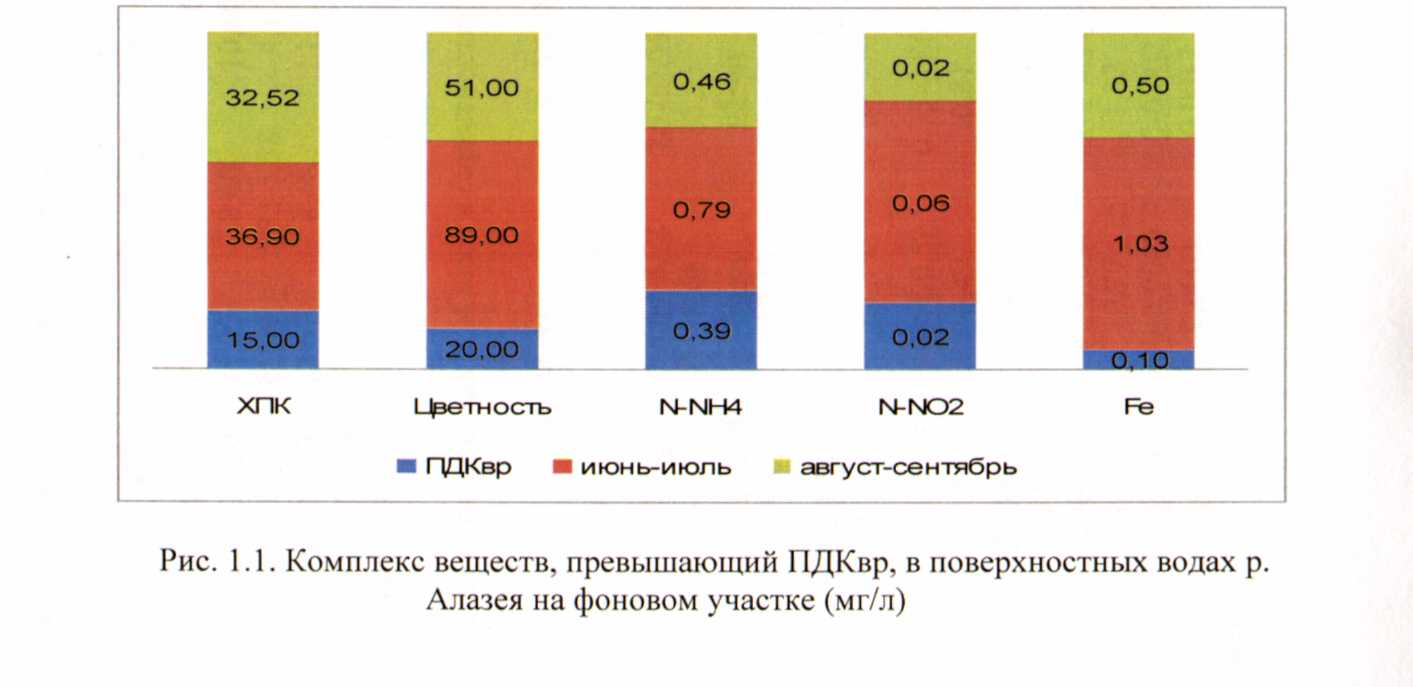 32,52 51,00 0,46 0,02 0,50
36,90 89,00 0,79 0,06 1,03
15,00 20,00 0,39 0,02 0,10
ХПК Цветность N-NH4 N-NO2 Fe
ПДКвр июнь-июль август-сентябрь
Рис. 1.1. Комплекс веществ, превышающий ПДКвр, в поверхностных водах р.
Алазея на фоновом участке (мг/л)